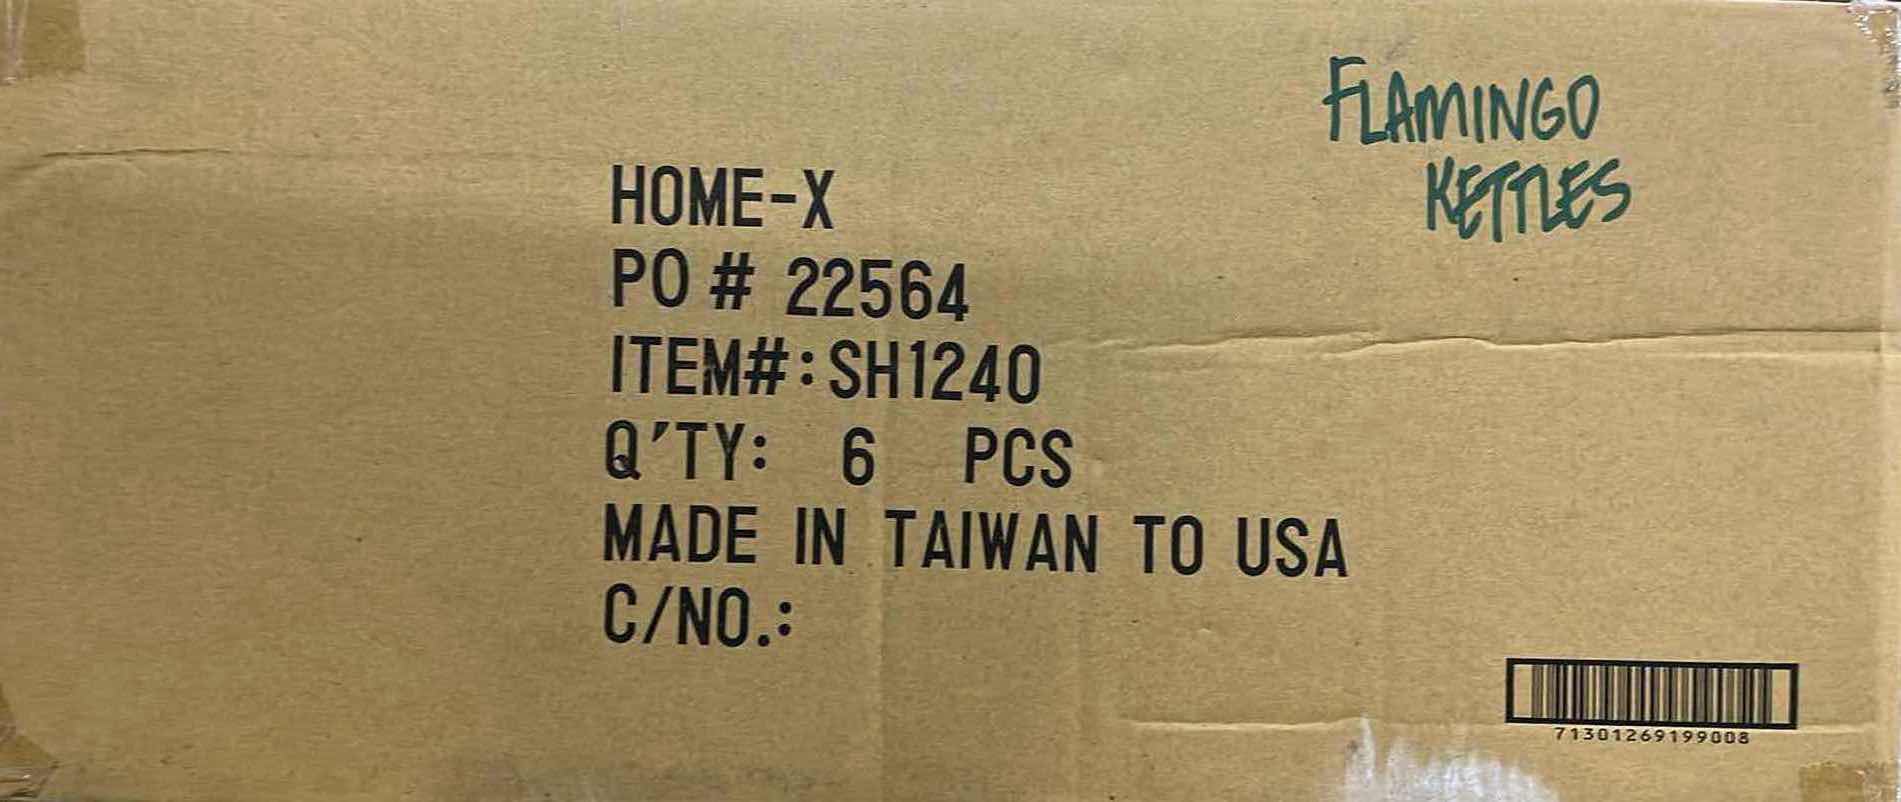 FLAMINGO
KETTLES
HOME-X
PO # 22564
ITEM#:SH1240
Q'TY: 6 PCS
MADE IN TAIWAN TO USA
C/NO.:
71301269199008